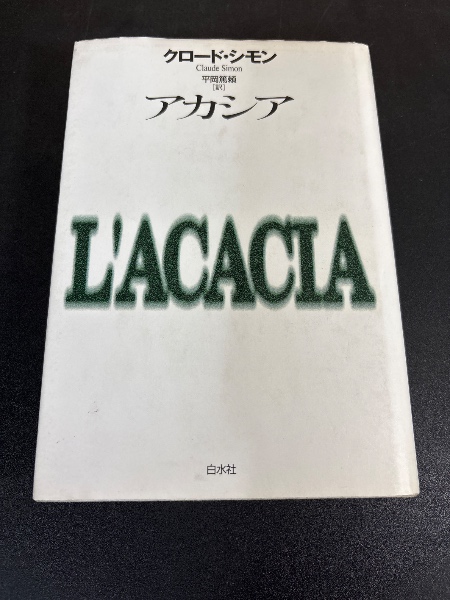 クロード・シモン
Claude Simon
平岡篤頼
[訳]
アカシア
L'ACACIA
白水社